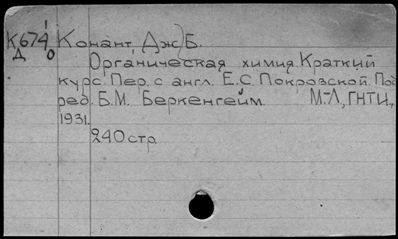 К674 Конант, Дж. Б.
Д 0
Органическая химия. Краткий
курс. Пер. с англ. Е.С. Покровской. Под
ред. Б.М. Беркенгейм. М.-Л., ГНТИ,
1931.
240 стр.